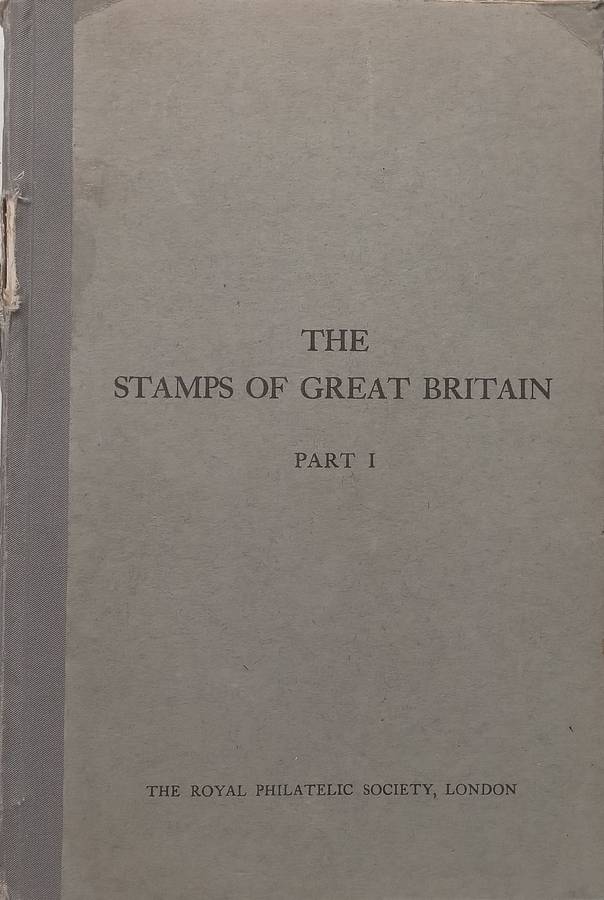 THE
STAMPS OF GREAT BRITAIN
PART I
THE ROYAL PHILATELIC SOCIETY, LONDON